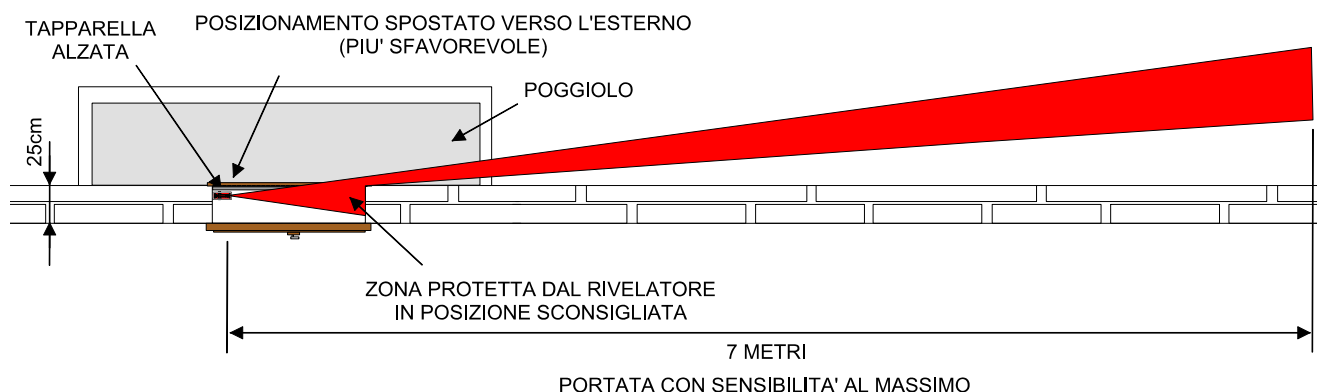 TAPPARELLA
ALZATA
POSIZIONAMENTO SPOSTATO VERSO L'ESTERNO
(PIU' SFAVOREVOLE)
POGGIOLO
25cm
ZONA PROTETTA DAL RIVELATORE
IN POSIZIONE SCONSIGLIATA
7 METRI
PORTATA CON SENSIBILITA' AL MASSIMO